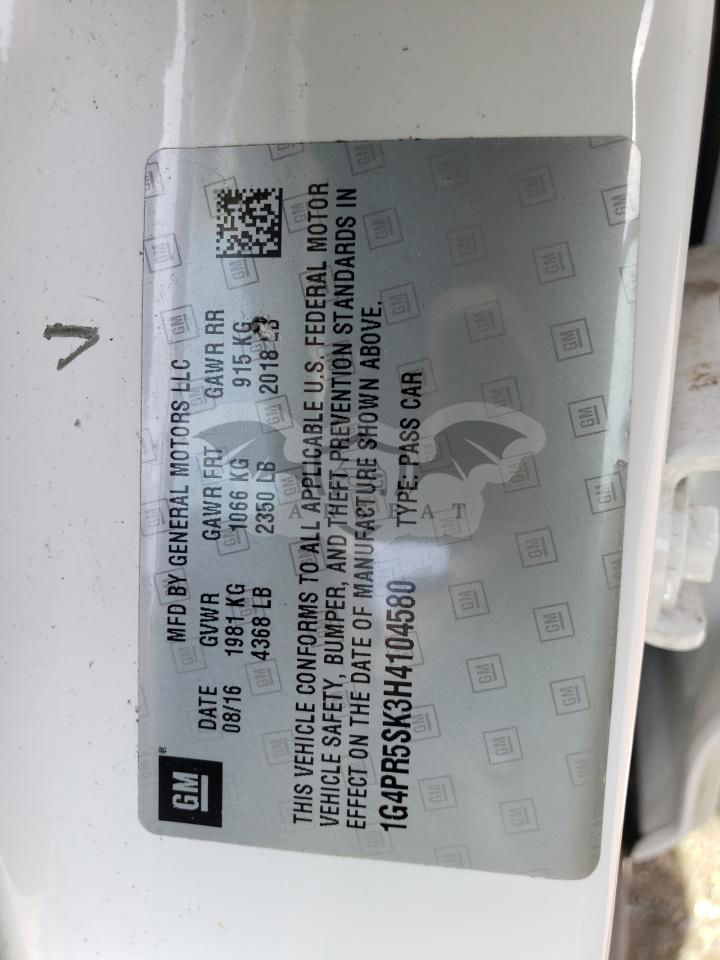 GM
MFD BY GENERAL MOTORS LLC
DATE GVWR GAWR FRT GAWR RR
08/16 1981 KG 1066 KG 915 KG
4368 LB 2350 LB 2018 LB
THIS VEHICLE CONFORMS TO ALL APPLICABLE U.S. FEDERAL MOTOR
VEHICLE SAFETY, BUMPER, AND THEFT PREVENTION STANDARDS IN
EFFECT ON THE DATE OF MANUFACTURE SHOWN ABOVE.
1G4PR5SK3H4104580 TYPE: PASS CAR